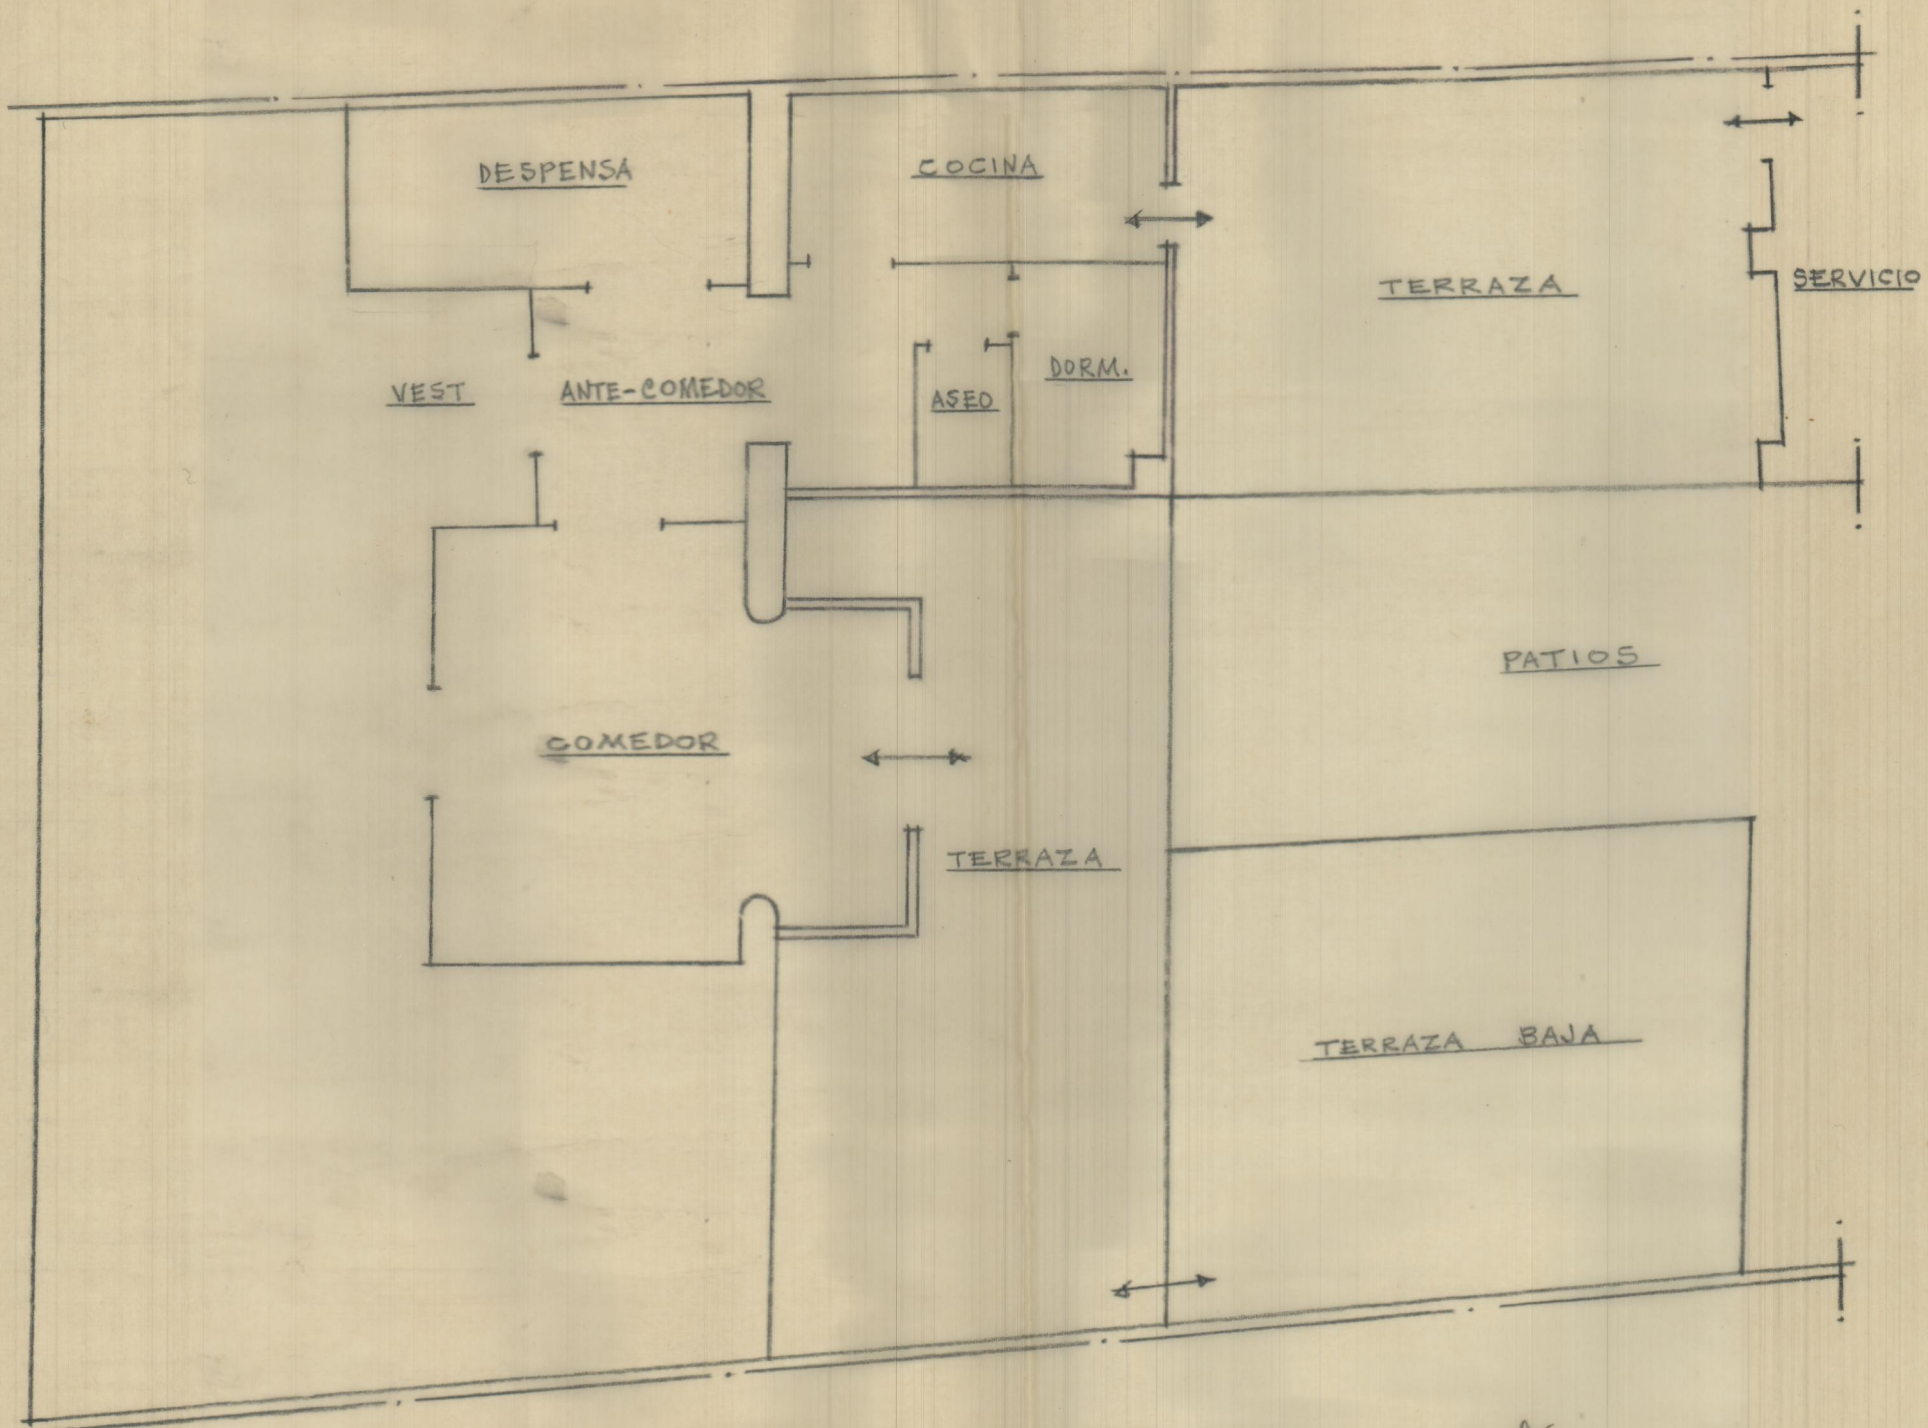 DESPENSA
COCINA
TERRAZA
SERVICIO
VEST
ANTE-COMEDOR
ASEO
DORM.
PATIOS
COMEDOR
TERRAZA
TERRAZA BAJA